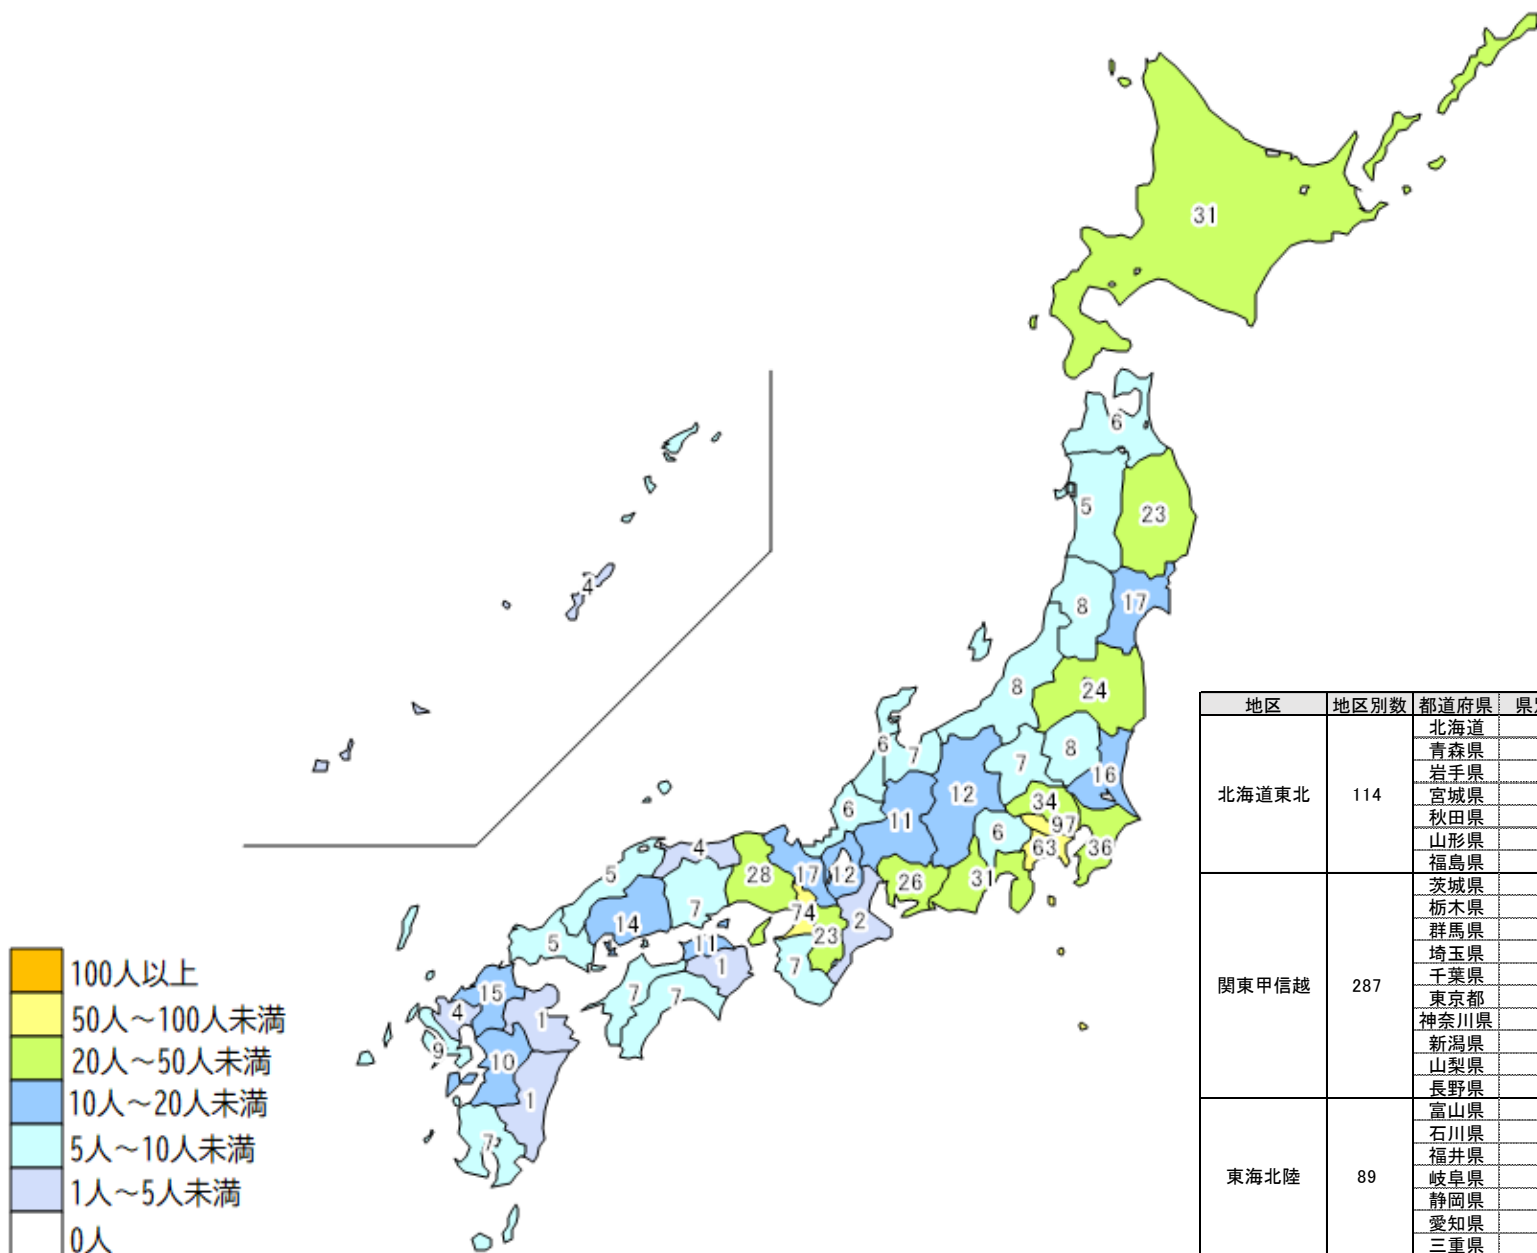 31
6
5
23
8
17
4
8
24
6
7
7
8
16
12
34
97
6
11
6
63
36
4
5
28
17
12
26
31
14
7
74
23
2
5
11
7
1
7
7
15
4
1
9
10
1
7
100人以上
50人～100人未満
20人～50人未満
10人～20人未満
5人～10人未満
1人～5人未満
0人
地区 地区別数 都道府県
北海道東北 114
北海道
青森県
岩手県
宮城県
秋田県
山形県
福島県
関東甲信越 287
茨城県
栃木県
群馬県
埼玉県
千葉県
東京都
神奈川県
新潟県
山梨県
長野県
東海北陸 89
富山県
石川県
福井県
岐阜県
静岡県
愛知県
三重県